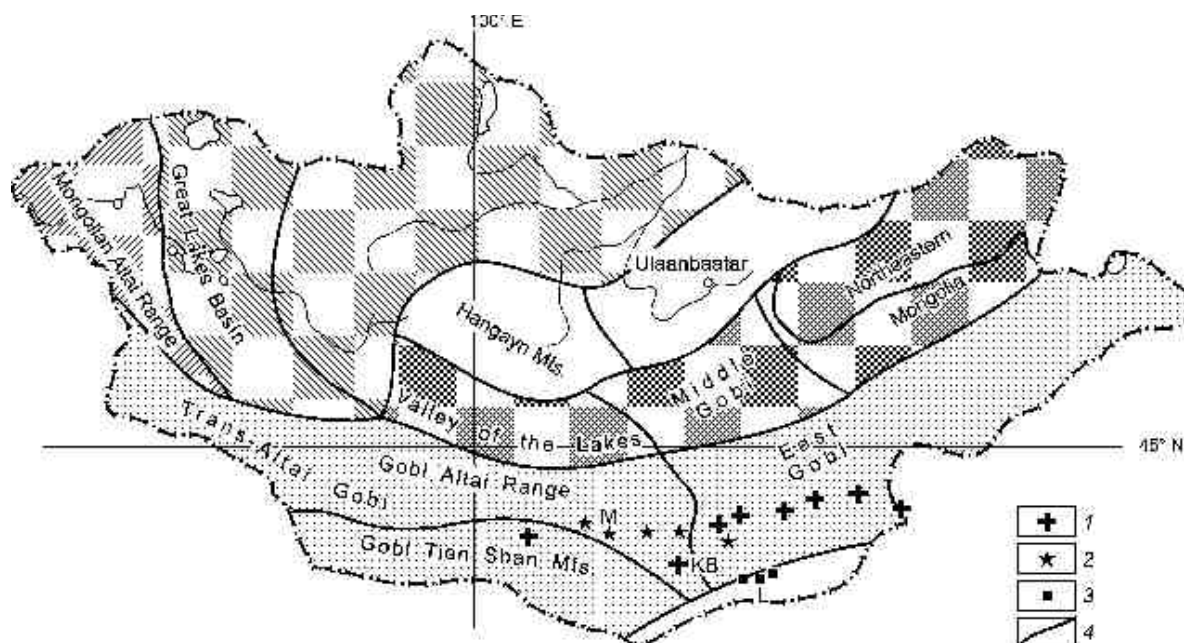 100° E
Mongolian Altai Range
Great Lakes Basin
Ulaanbaatar
Northeastern
Mongolia
Hangayn Mts.
Middle
Gobi
Valley of the Lakes
East
Gobi
45° N
Trans-Altai
Gobi
Gobi Altai Range
M
Gobi Tien Shan Mts.
KB
L
1
2
3
4